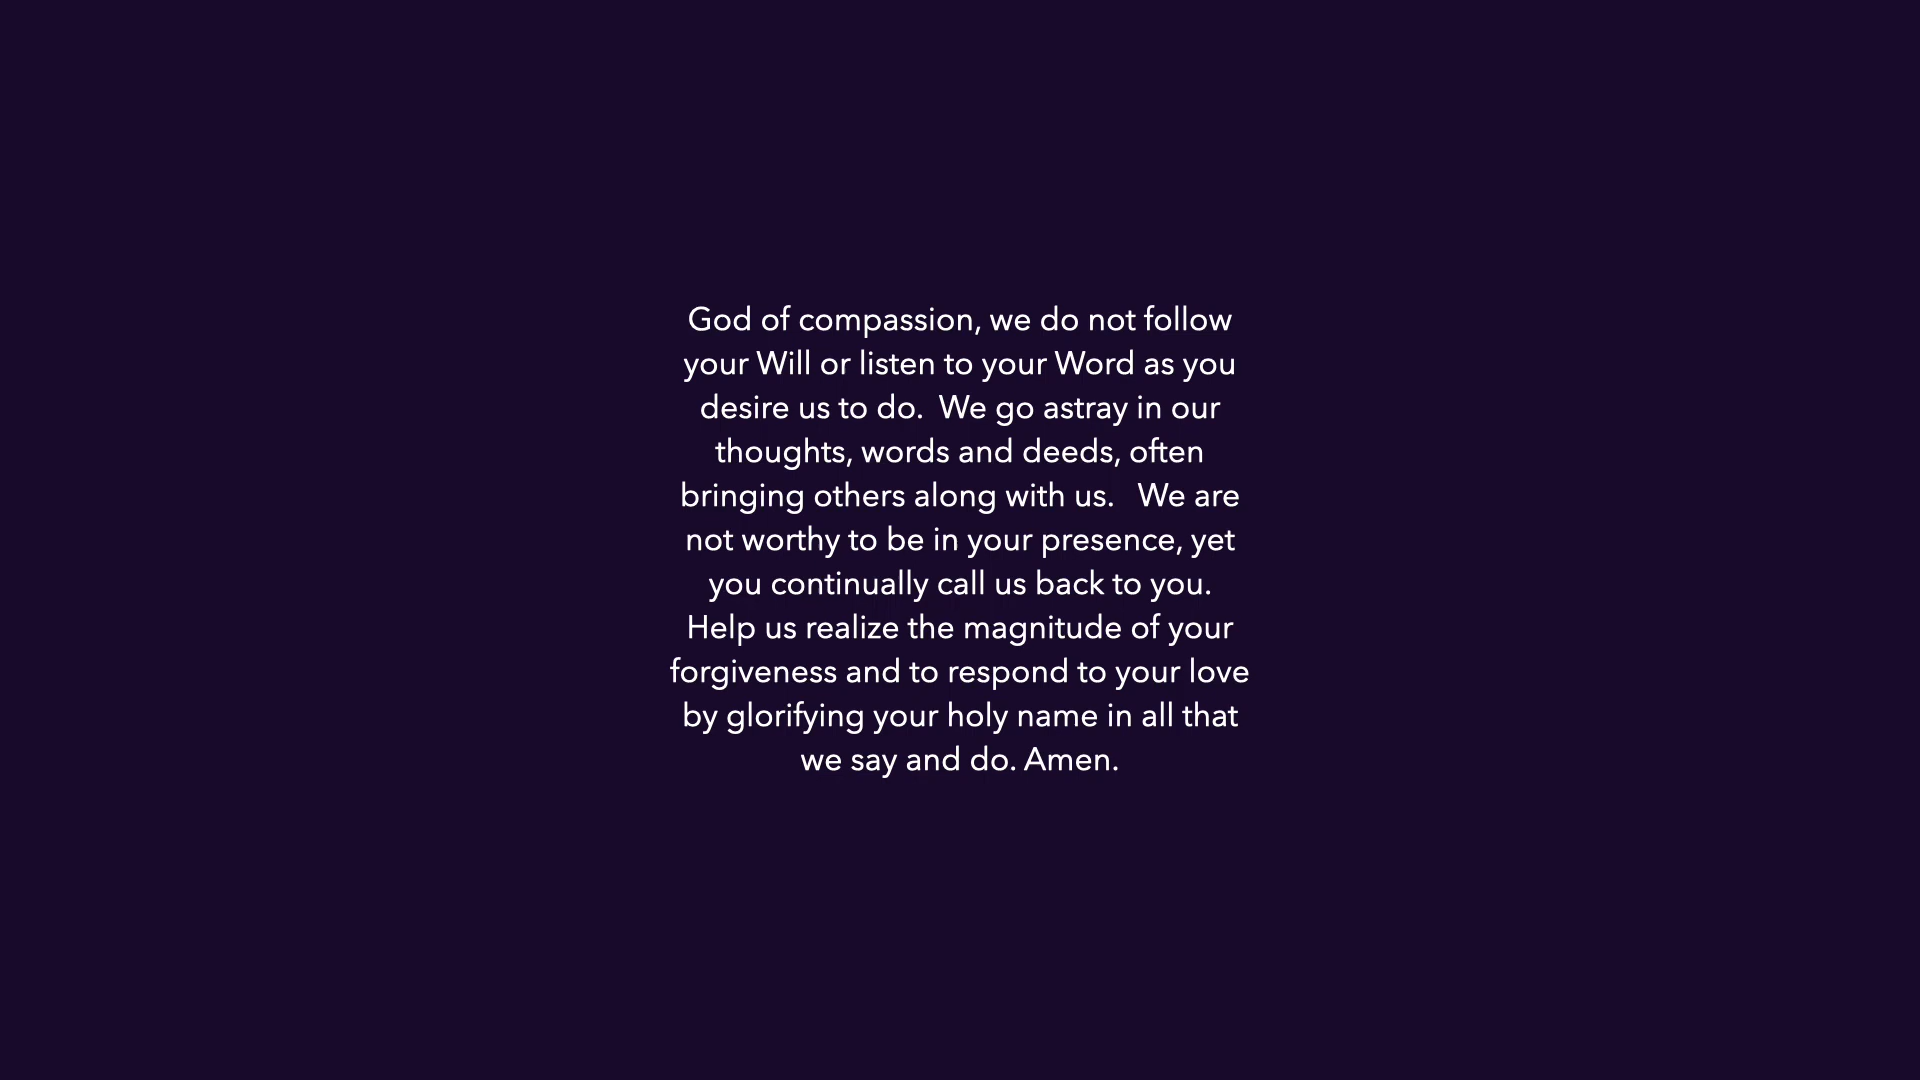 God of compassion, we do not follow
your Will or listen to your Word as you
desire us to do.  We go astray in our
thoughts, words and deeds, often
bringing others along with us.   We are
not worthy to be in your presence, yet
you continually call us back to you.
Help us realize the magnitude of your
forgiveness and to respond to your love
by glorifying your holy name in all that
we say and do. Amen.